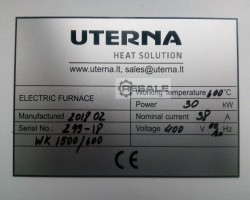 UTERNA
HEAT SOLUTION
www.uterna.lt, sales@uterna.lt
RESALE
ELECTRIC FURNACE
Working temperature 600°C
Power 30 kW
Manufactured 2018 02
Nominal current 38 A
Serial No.: 299-18
Voltage 400 V
WK 1500/600
CE